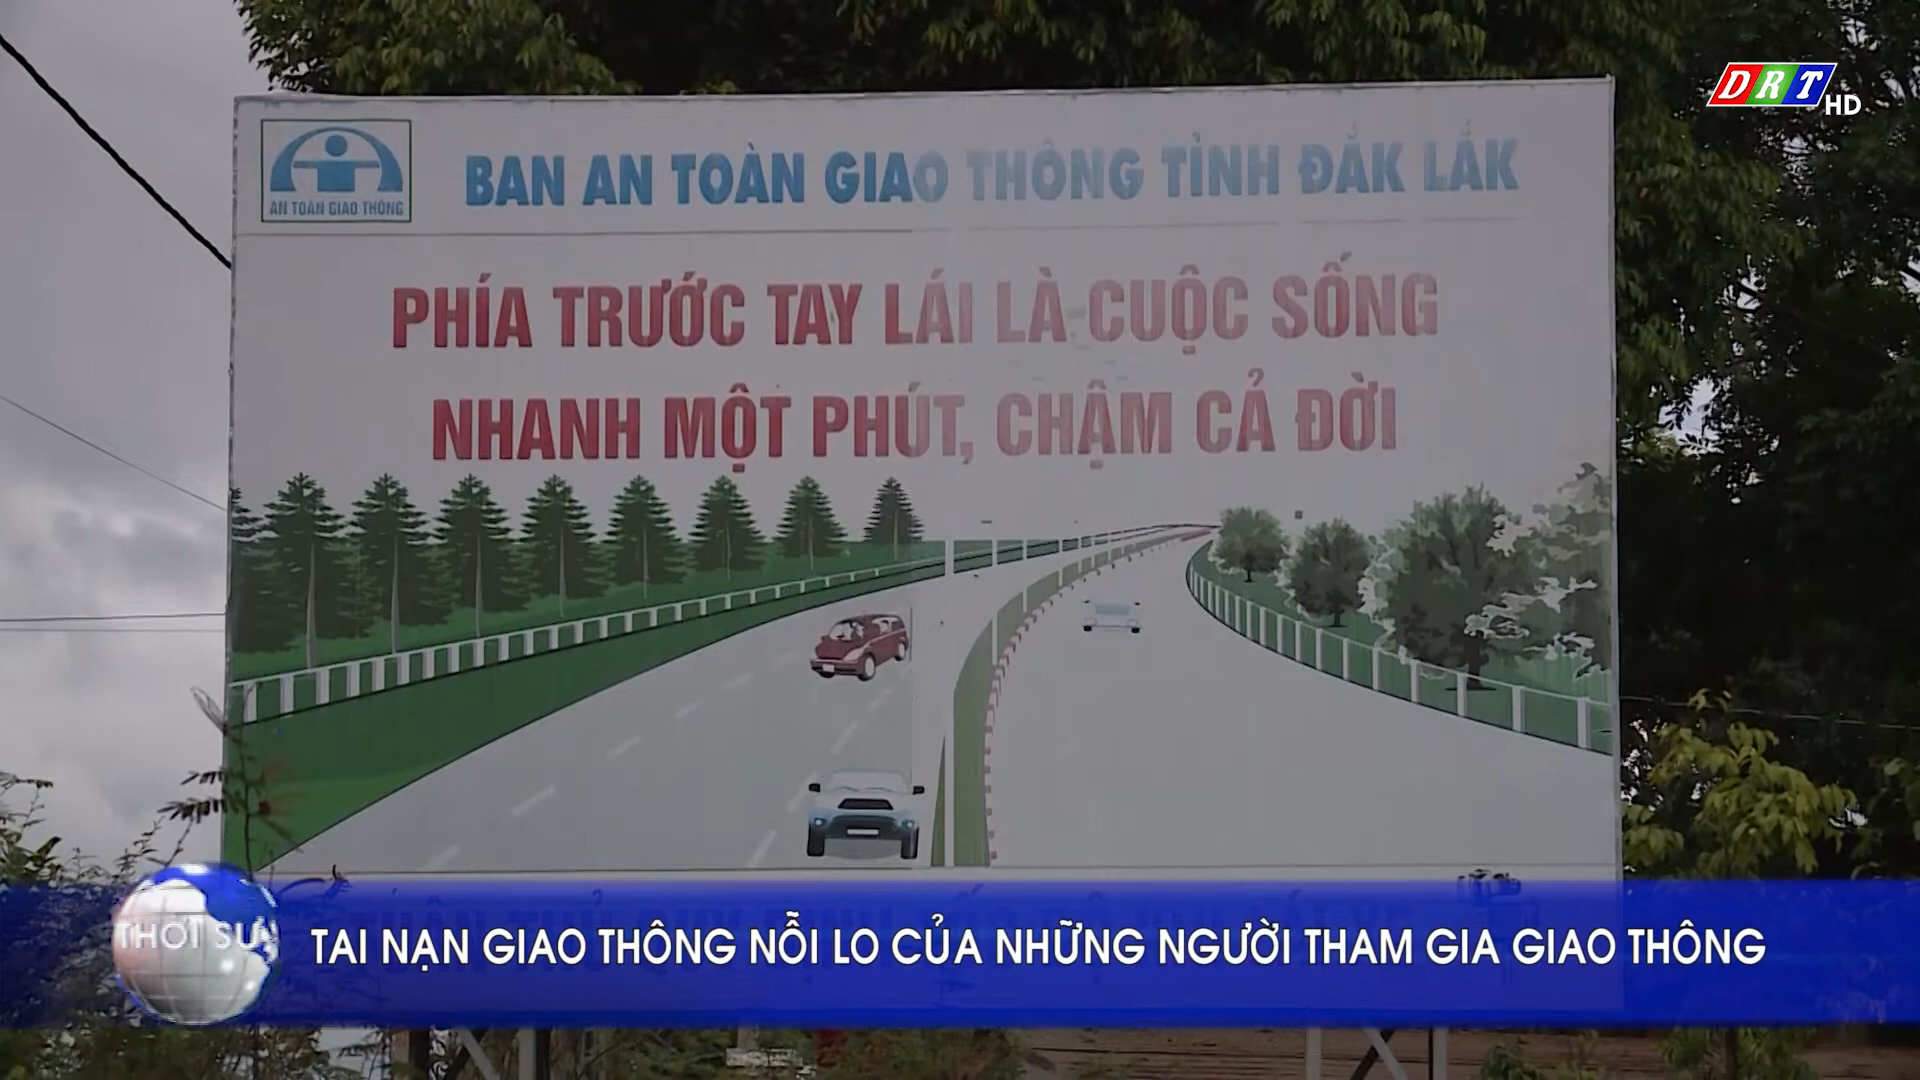 DRT HD
AN TOÀN GIAO THÔNG
BAN AN TOÀN GIAO THÔNG TỈNH ĐẮK LẮK
PHÍA TRƯỚC TAY LÁI LÀ CUỘC SỐNG
NHANH MỘT PHÚT, CHẬM CẢ ĐỜI
THỜI SỰ
TAI NẠN GIAO THÔNG NỖI LO CỦA NHỮNG NGƯỜI THAM GIA GIAO THÔNG